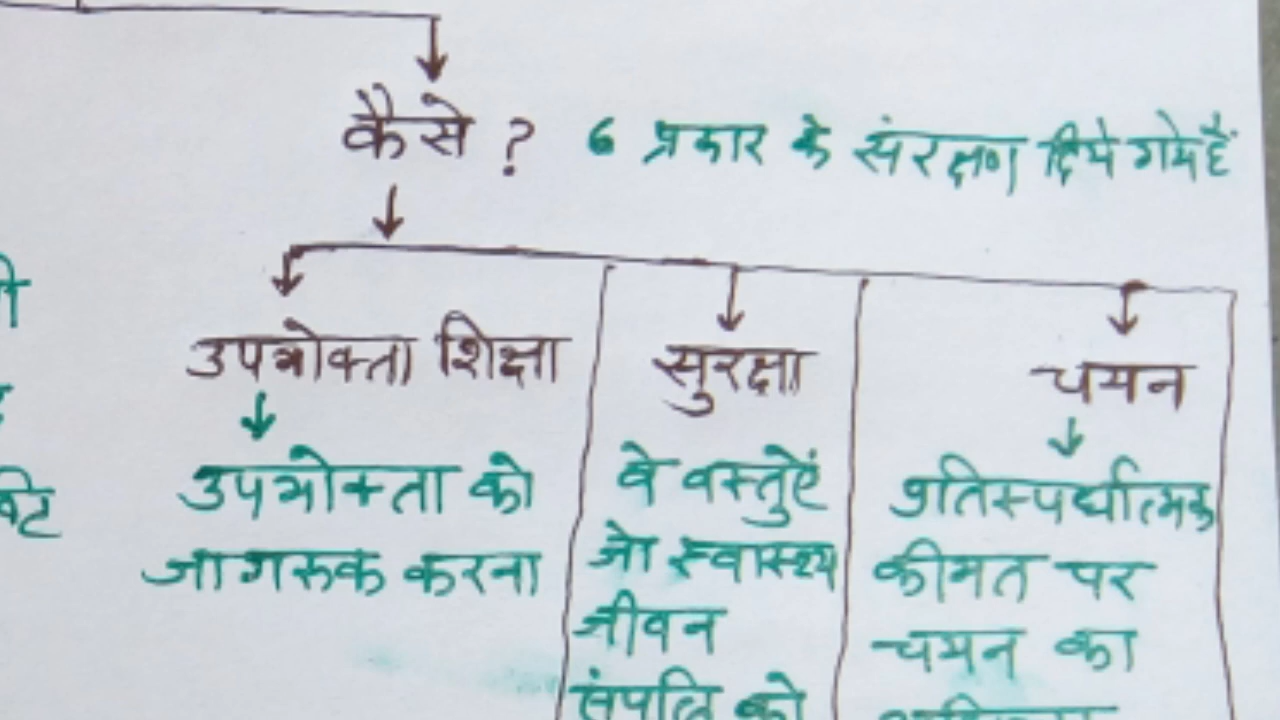 कैसे ? 6 प्रकार के संरक्षण दिये गये हैं
उपभोक्ता शिक्षा
सुरक्षा
चयन
उपभोक्ता को
जागरूक करना
वे वस्तुऐं
जो स्वास्थ्य
जीवन
संपत्ति को
प्रतिस्पर्द्यात्मक
कीमत पर
चयन का